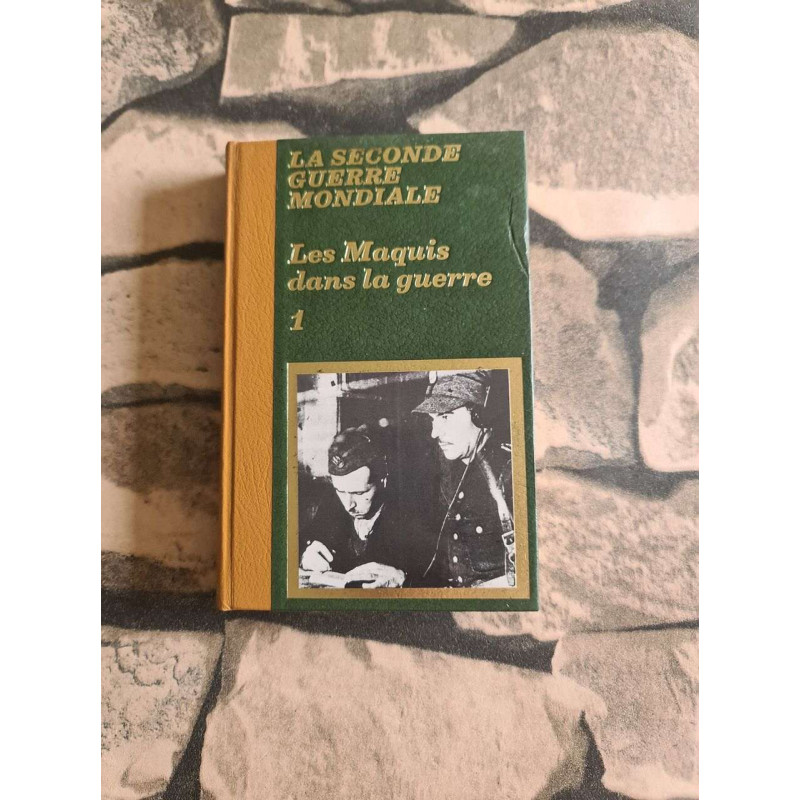 LA SECONDE
GUERRE
MONDIALE
Les Maquis
dans la guerre
1